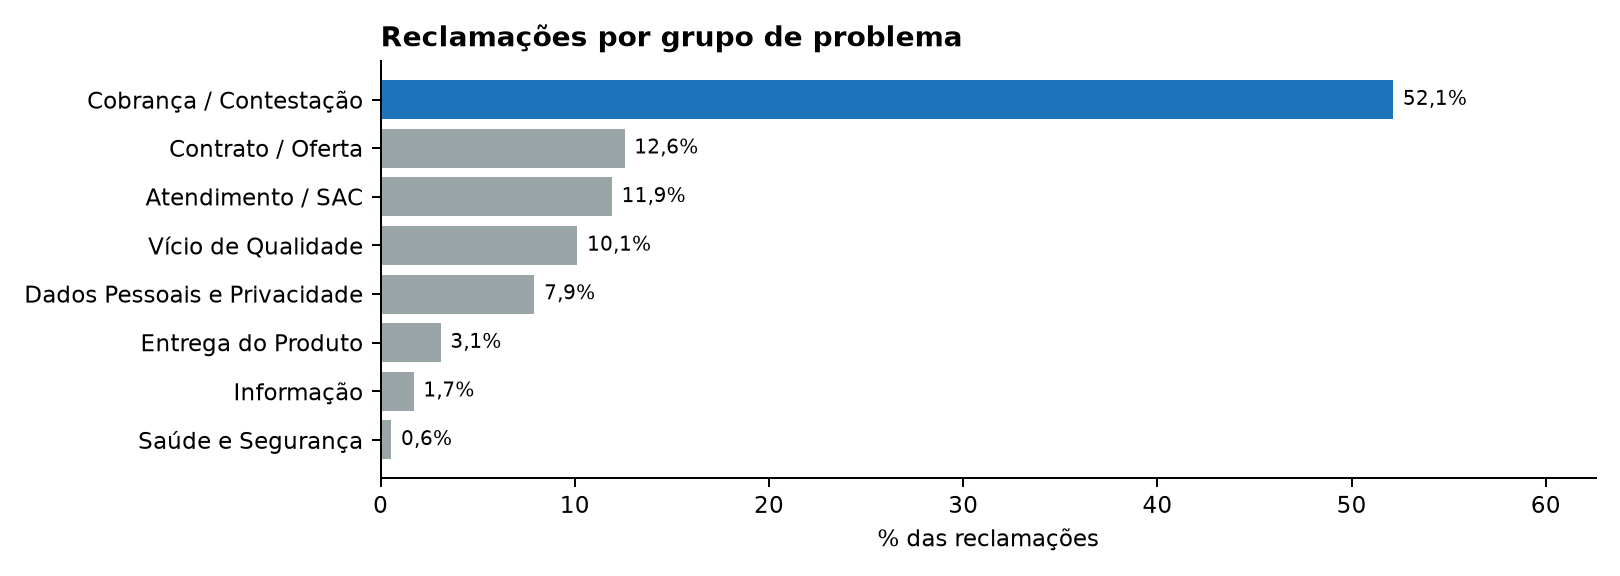 Reclamações por grupo de problema
Cobrança / Contestação 52,1%
Contrato / Oferta 12,6%
Atendimento / SAC 11,9%
Vício de Qualidade 10,1%
Dados Pessoais e Privacidade 7,9%
Entrega do Produto 3,1%
Informação 1,7%
Saúde e Segurança 0,6%
0 10 20 30 40 50 60
% das reclamações